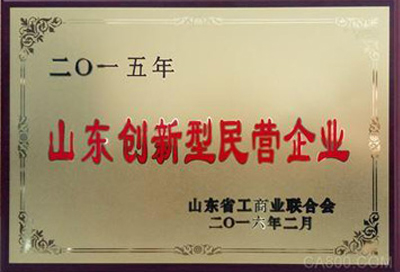 二〇一五年
山东创新型民营企业
山东省工商业联合会
二〇一六年二月
CA800.COM